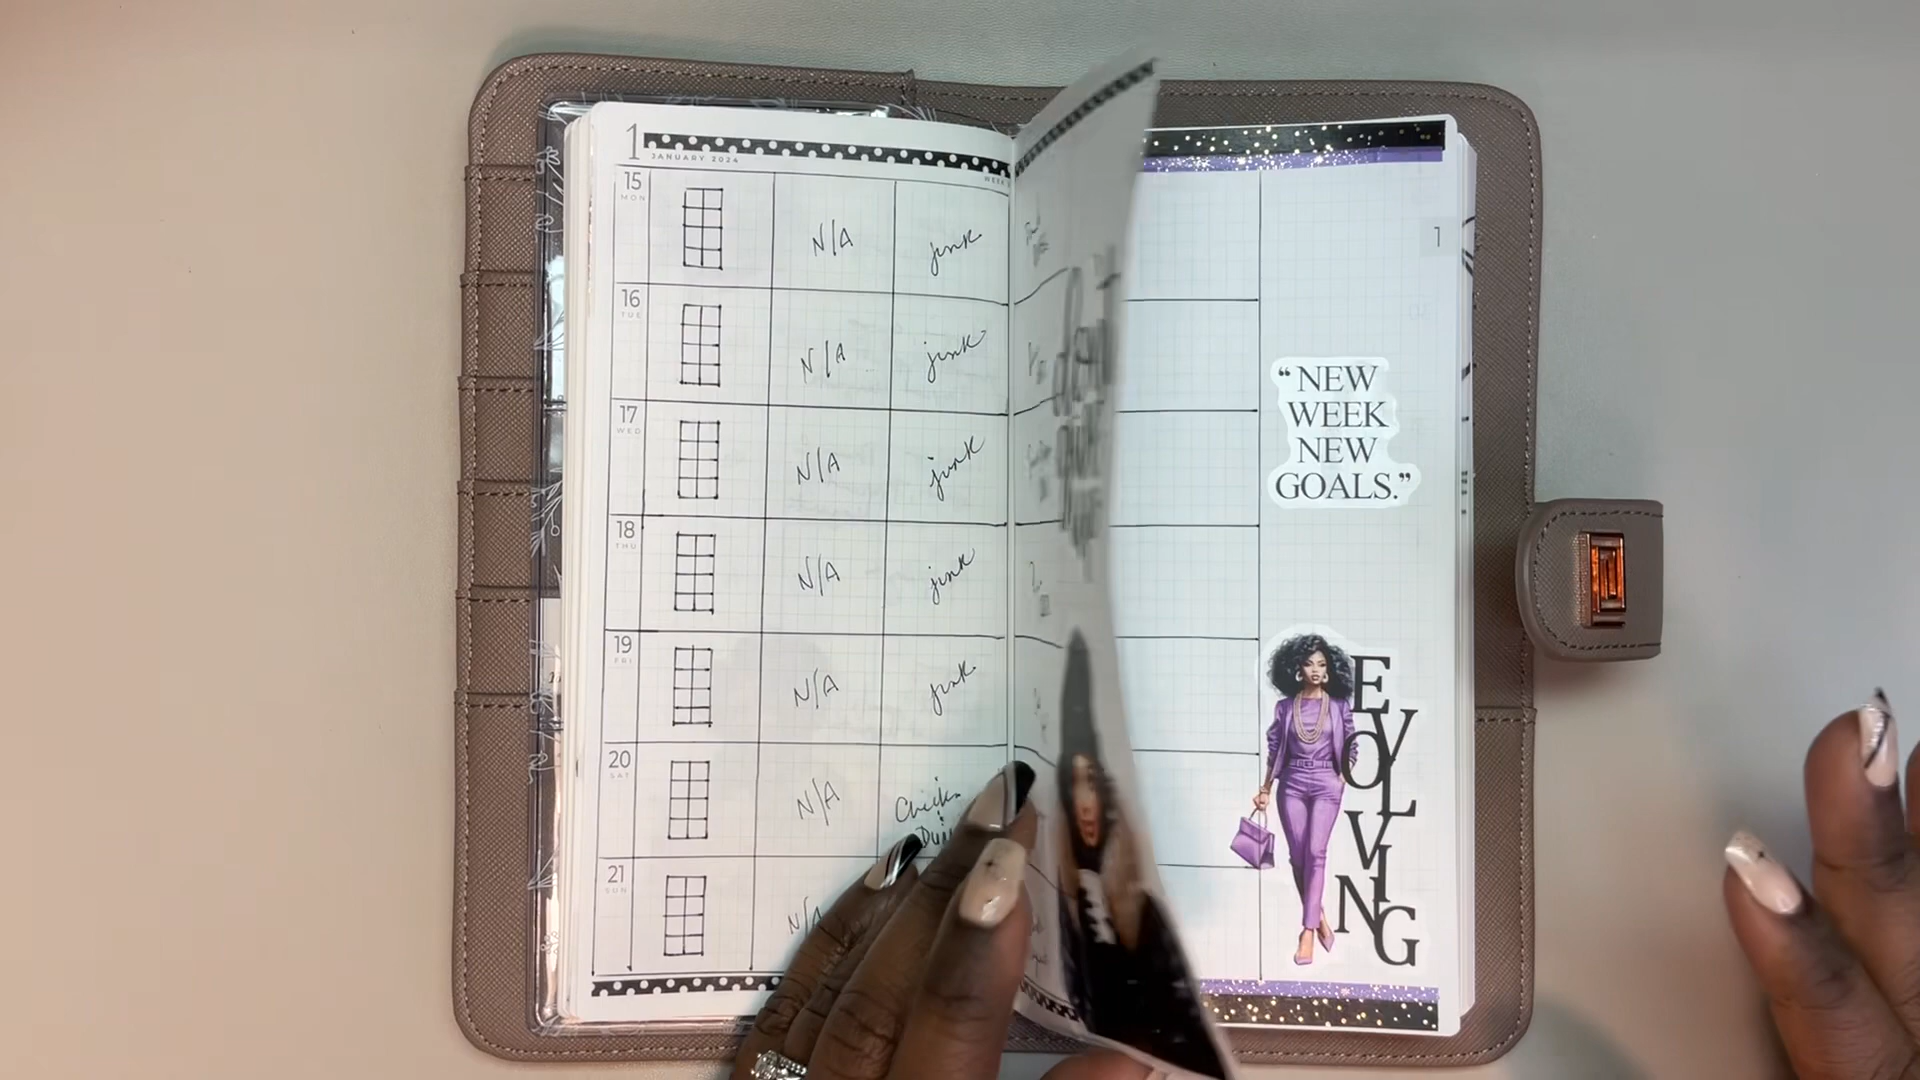 1
JANUARY 2024
WEEK
15
MON
N/A
junk
16
TUE
N/A
junk
17
WED
N/A
junk
18
THU
N/A
junk
19
FRI
N/A
junk
20
SAT
N/A
21
SUN
N/A
1
“ NEW
WEEK
NEW
GOALS.”
EVOLVING